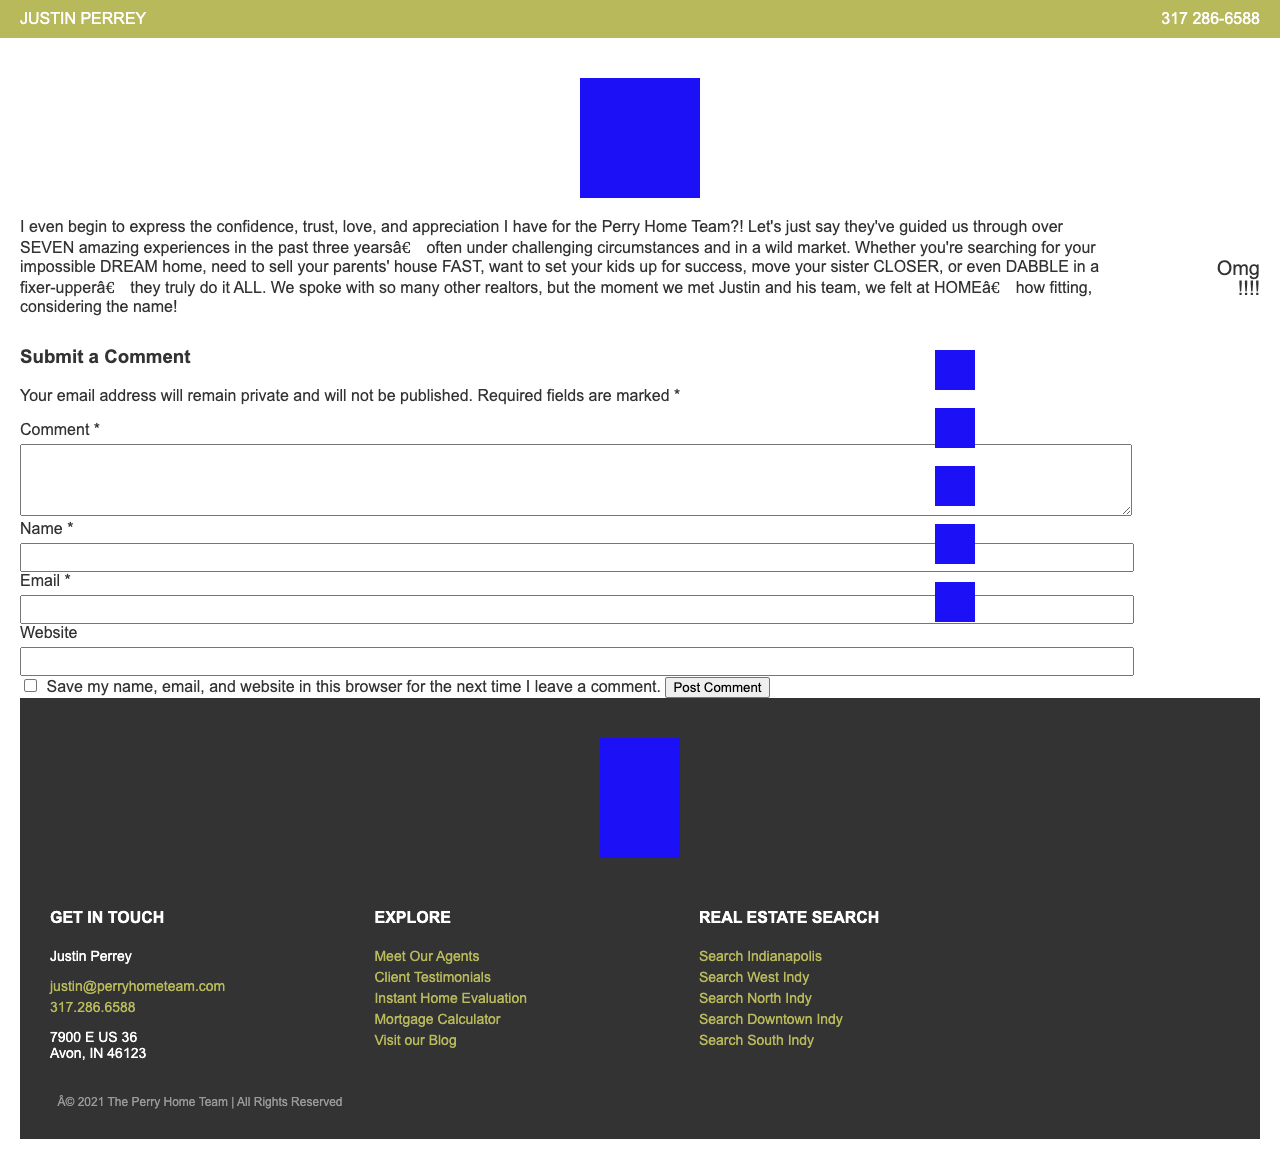 JUSTIN PERREY
317 286-6588
I even begin to express the confidence, trust, love, and appreciation I have for the Perry Home Team?! Let's just say they've guided us through over
SEVEN amazing experiences in the past three yearsâ€ often under challenging circumstances and in a wild market. Whether you're searching for your
impossible DREAM home, need to sell your parents' house FAST, want to set your kids up for success, move your sister CLOSER, or even DABBLE in a
fixer-upperâ€ they truly do it ALL. We spoke with so many other realtors, but the moment we met Justin and his team, we felt at HOMEâ€ how fitting,
considering the name!
Omg
!!!!
Submit a Comment
Your email address will remain private and will not be published. Required fields are marked *
Comment *
Name *
Email *
Website
Save my name, email, and website in this browser for the next time I leave a comment. Post Comment
GET IN TOUCH
Justin Perrey
justin@perryhometeam.com
317.286.6588
7900 E US 36
Avon, IN 46123
EXPLORE
Meet Our Agents
Client Testimonials
Instant Home Evaluation
Mortgage Calculator
Visit our Blog
REAL ESTATE SEARCH
Search Indianapolis
Search West Indy
Search North Indy
Search Downtown Indy
Search South Indy
Â© 2021 The Perry Home Team | All Rights Reserved